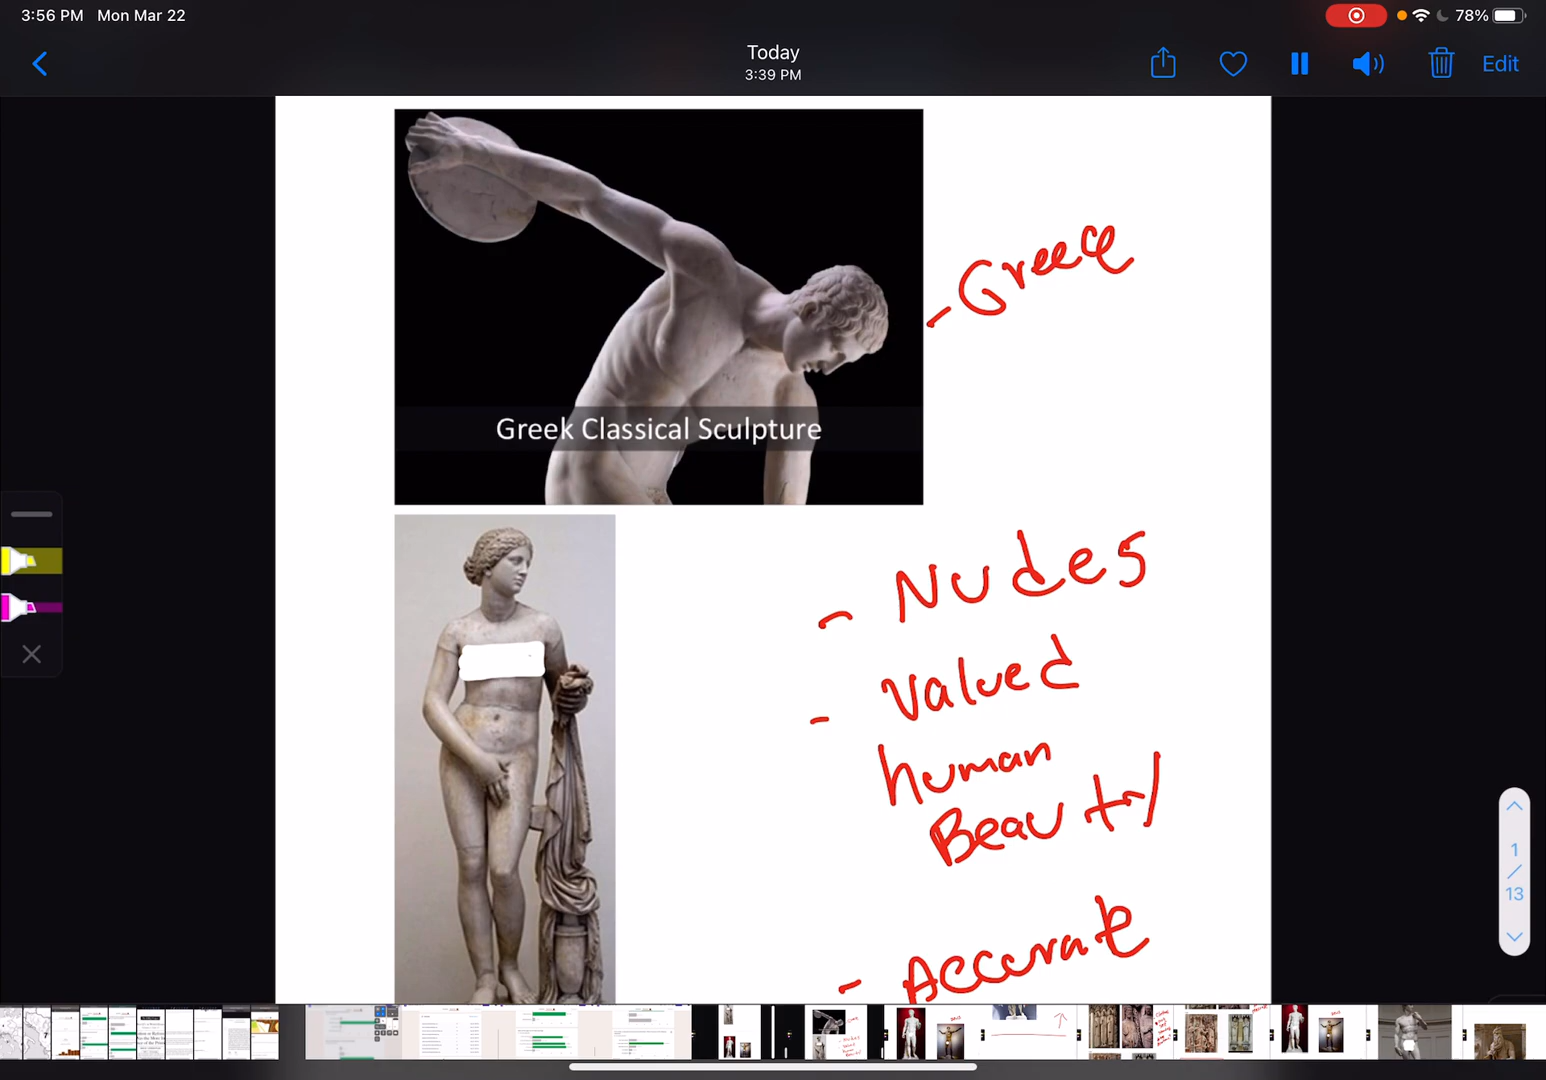 3:56 PM Mon Mar 22
78%
Today
3:39 PM
Edit
- Greece
Greek Classical Sculpture
- Nudes
- Valued
human
Beauty
- Accurate
1
/
13